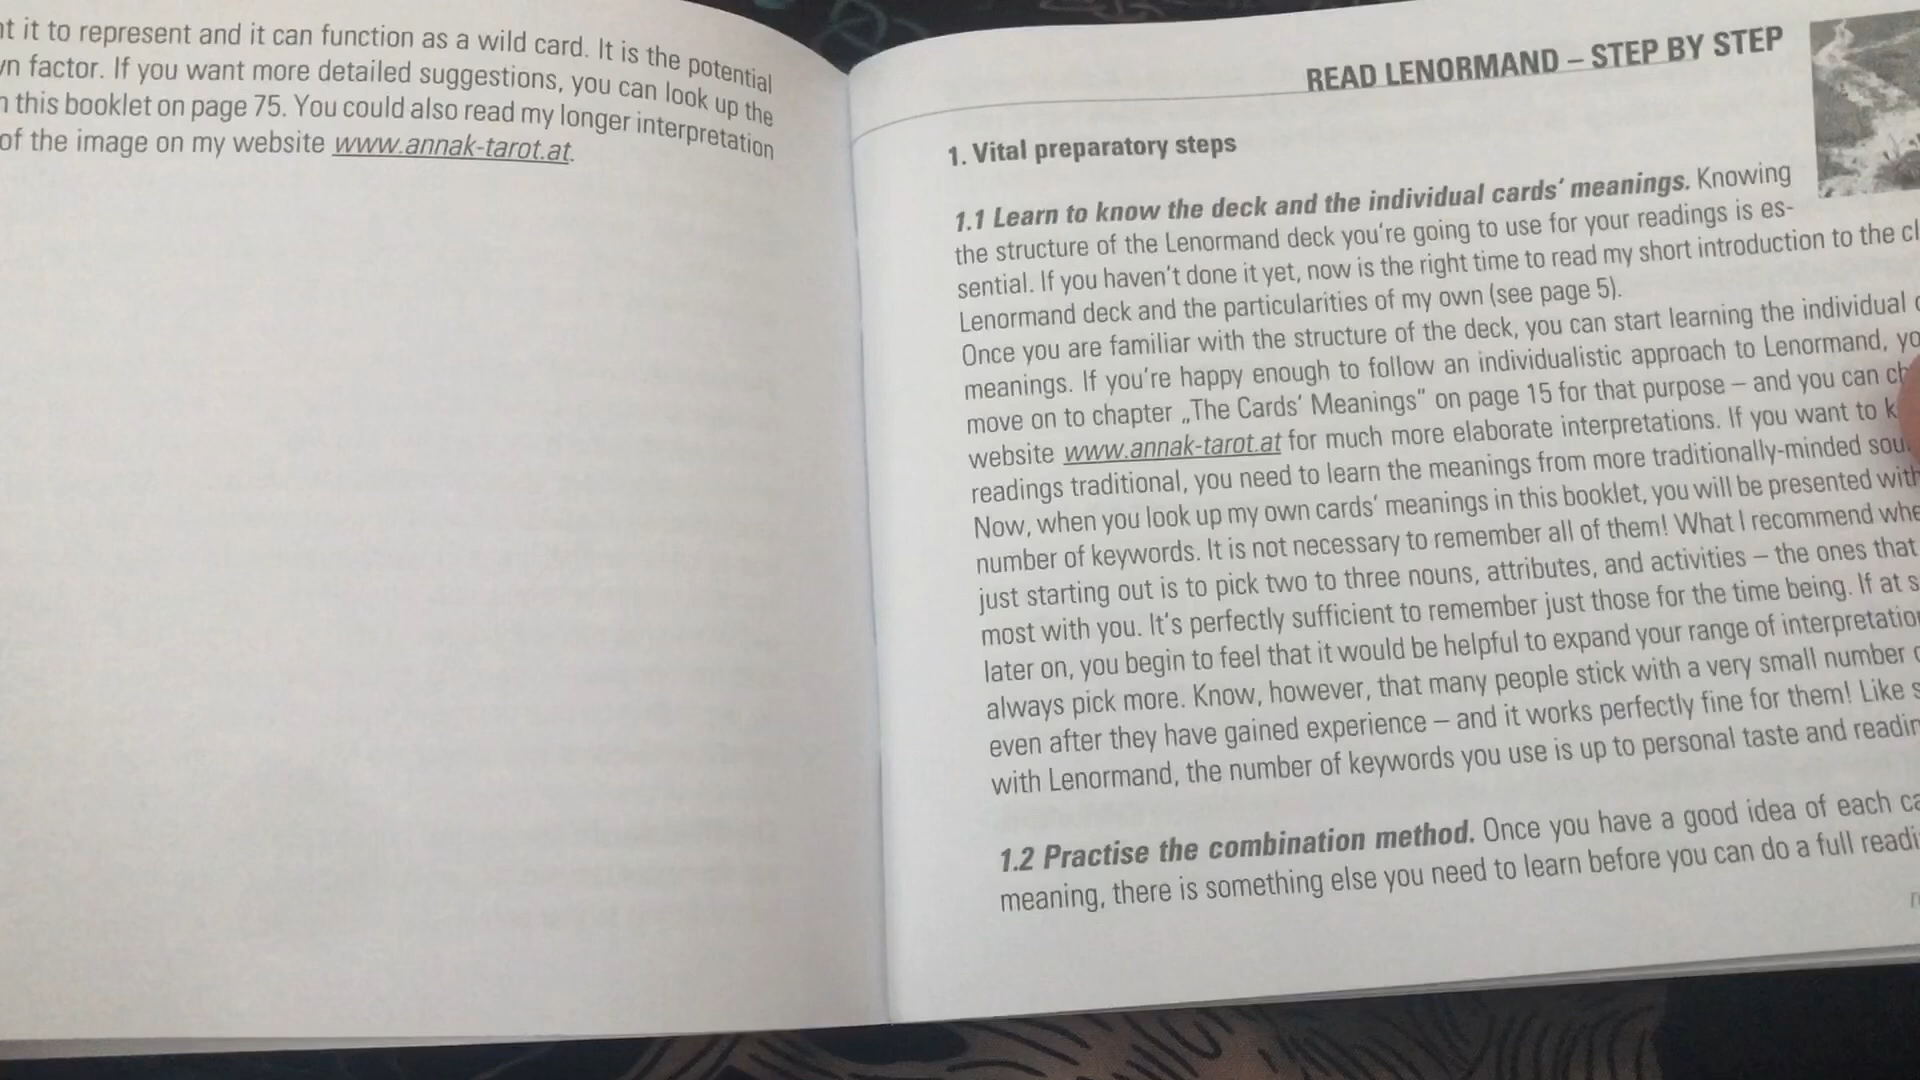 it to represent and it can function as a wild card. It is the potential
factor. If you want more detailed suggestions, you can look up the
this booklet on page 75. You could also read my longer interpretation
of the image on my website www.annak-tarot.at.
READ LENORMAND – STEP BY STEP
1. Vital preparatory steps
1.1 Learn to know the deck and the individual cards' meanings. Knowing
the structure of the Lenormand deck you're going to use for your readings is es-
sential. If you haven't done it yet, now is the right time to read my short introduction to the
Lenormand deck and the particularities of my own (see page 5).
Once you are familiar with the structure of the deck, you can start learning the individual
meanings. If you're happy enough to follow an individualistic approach to Lenormand,
move on to chapter „The Cards' Meanings" on page 15 for that purpose – and you can
website www.annak-tarot.at for much more elaborate interpretations. If you want to
readings traditional, you need to learn the meanings from more traditionally-minded
Now, when you look up my own cards' meanings in this booklet, you will be presented with
number of keywords. It is not necessary to remember all of them! What I recommend
just starting out is to pick two to three nouns, attributes, and activities – the ones that
most with you. It's perfectly sufficient to remember just those for the time being. If at
later on, you begin to feel that it would be helpful to expand your range of
always pick more. Know, however, that many people stick with a very small number
even after they have gained experience – and it works perfectly fine for them! Like
with Lenormand, the number of keywords you use is up to personal taste and
1.2 Practise the combination method. Once you have a good idea of each
meaning, there is something else you need to learn before you can do a full